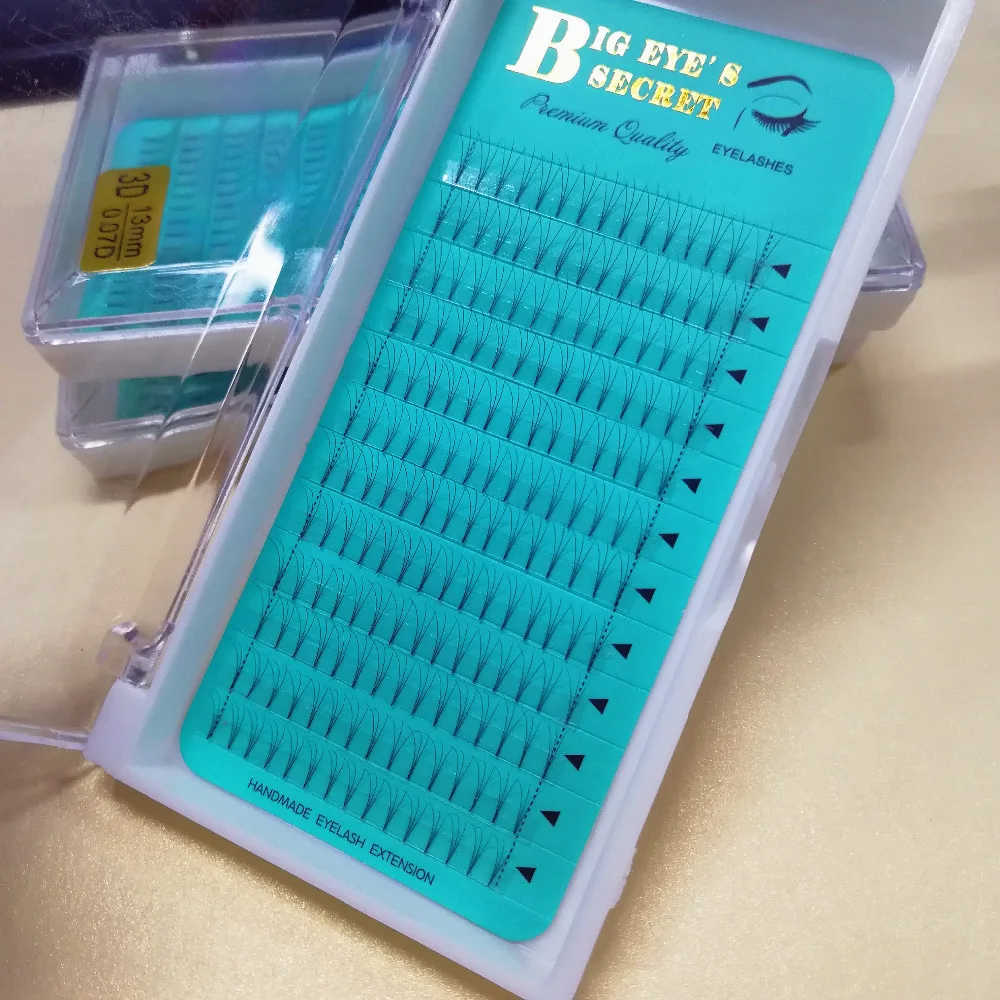 BIG EYE'S
SECRET
Premium Quality
EYELASHES
HANDMADE EYELASH EXTENSION
3D 13mm
0.07D